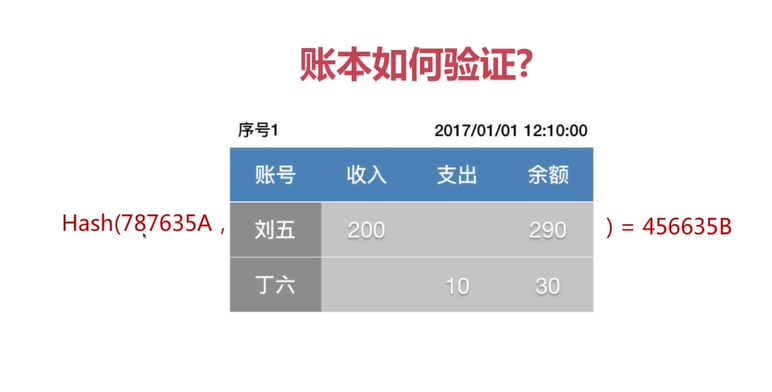 账本如何验证?
序号1 2017/01/01 12:10:00
账号 收入 支出 余额
Hash(787635A , 刘五 200 290 ) = 456635B
丁六 10 30